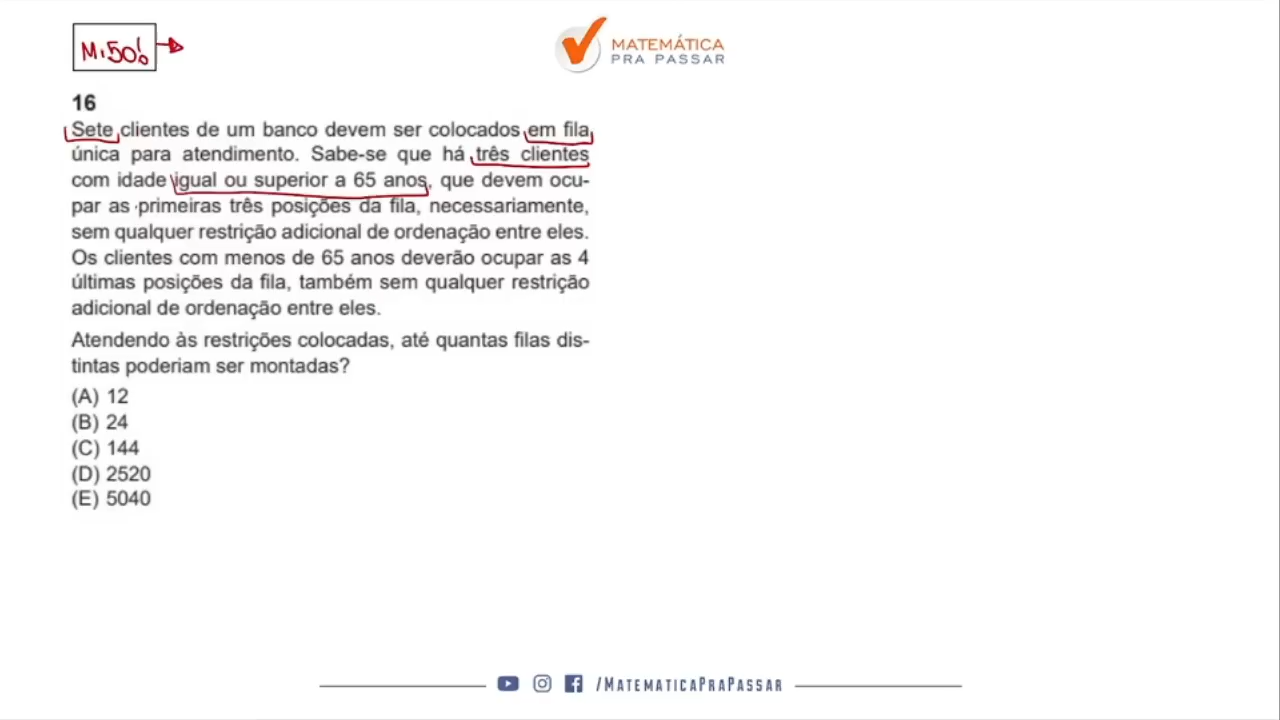 M.50%
MATEMÁTICA
PRA PASSAR
16
Sete clientes de um banco devem ser colocados em fila
única para atendimento. Sabe-se que há três clientes
com idade igual ou superior a 65 anos, que devem ocu-
par as primeiras três posições da fila, necessariamente,
sem qualquer restrição adicional de ordenação entre eles.
Os clientes com menos de 65 anos deverão ocupar as 4
últimas posições da fila, também sem qualquer restrição
adicional de ordenação entre eles.
Atendendo às restrições colocadas, até quantas filas dis-
tintas poderiam ser montadas?
(A) 12
(B) 24
(C) 144
(D) 2520
(E) 5040
/MATEMATICAPRAPASSAR